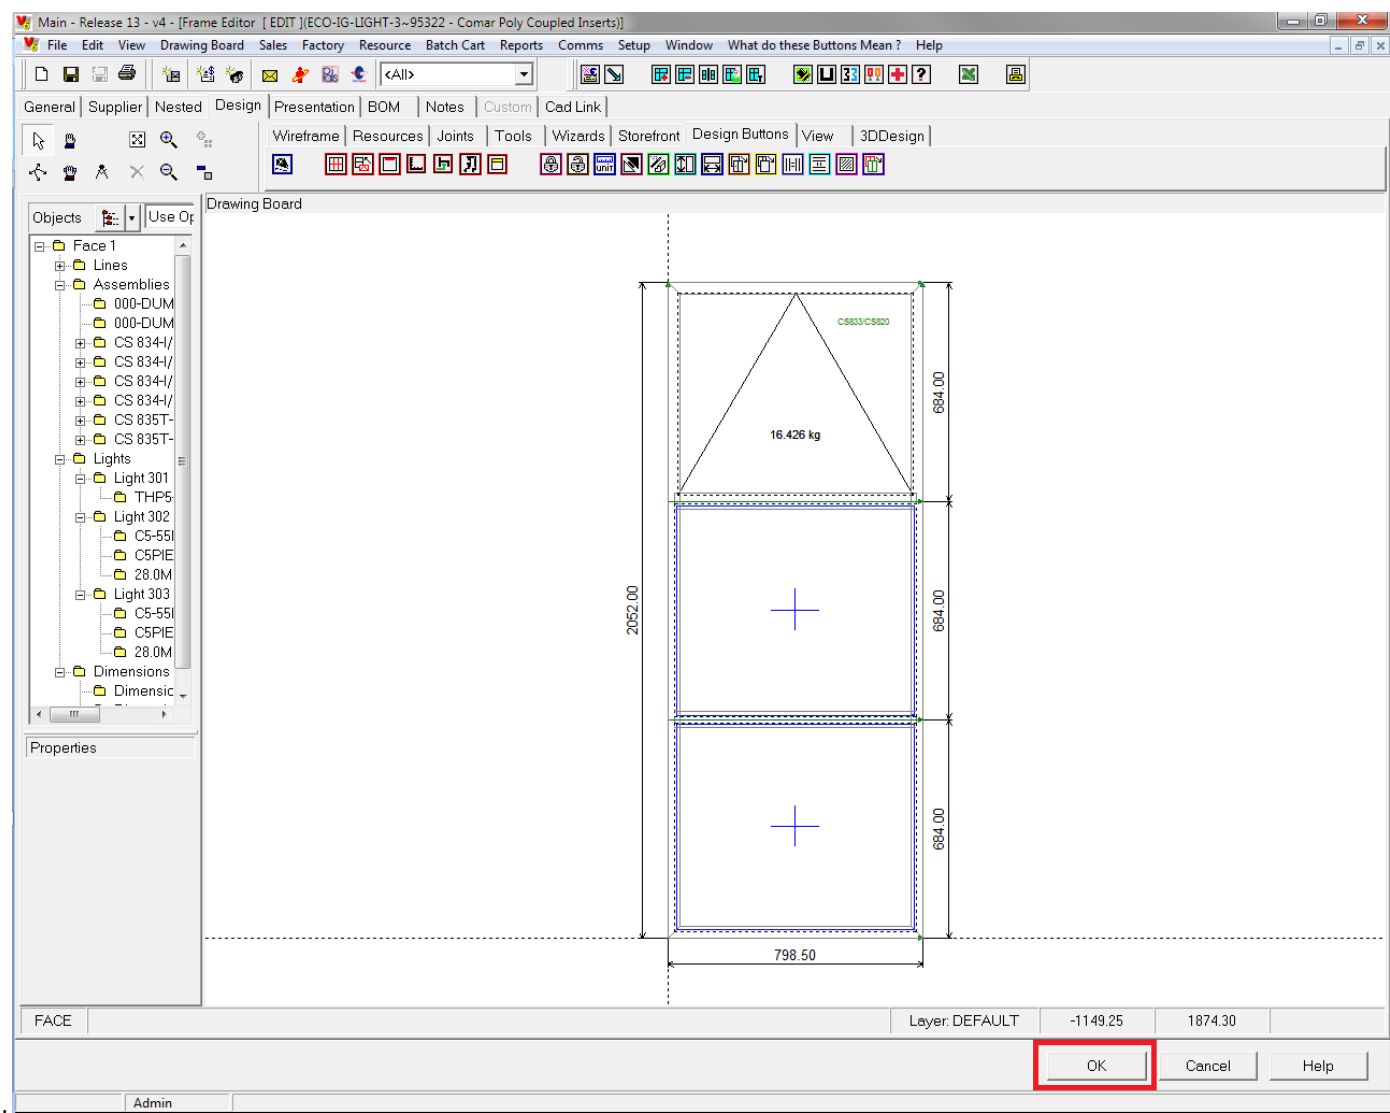 Main - Release 13 - v4 - [Frame Editor [ EDIT ](ECO-IG-LIGHT-3~95322 - Comar Poly Coupled Inserts)]
File Edit View Drawing Board Sales Factory Resource Batch Cart Reports Comms Setup Window What do these Buttons Mean ? Help
<All>
General Supplier Nested Design Presentation BOM Notes Custom Cad Link
Wireframe Resources Joints Tools Wizards Storefront Design Buttons View 3DDesign
Objects Use Op
Drawing Board
Face 1
Lines
Assemblies
000-DUM
000-DUM
CS 834-I/
CS 834-I/
CS 834-I/
CS 834-I/
CS 835T-
CS 835T-
Lights
Light 301
THP5-
Light 302
C5-55I
C5PIE
28.0M
Light 303
C5-55I
C5PIE
28.0M
Dimensions
Dimensic
Properties
CS833/CS820
684.00
16.426 kg
2052.00
684.00
684.00
798.50
FACE Layer: DEFAULT -1149.25 1874.30
OK Cancel Help
Admin